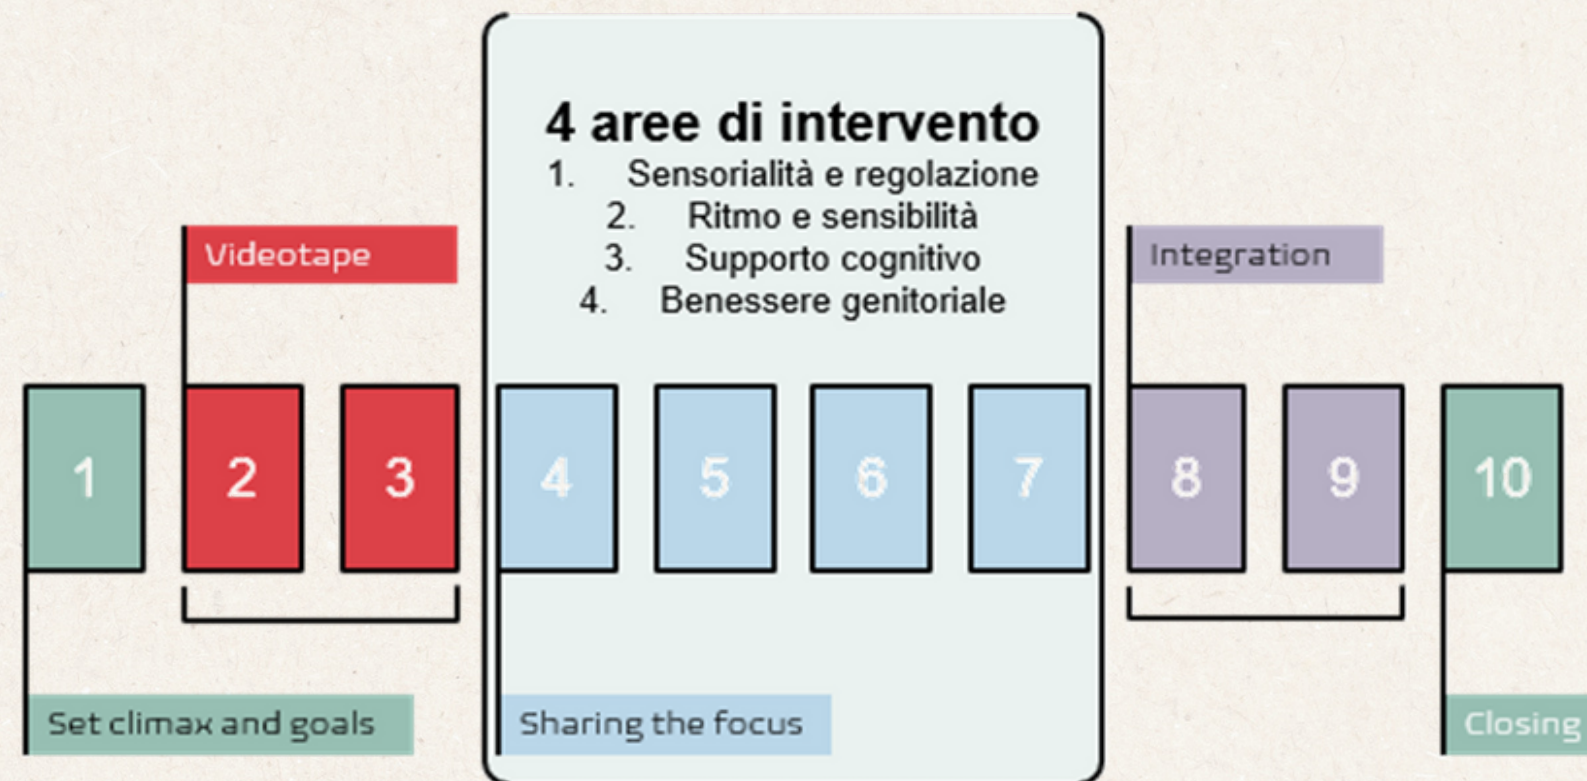 4 aree di intervento
1. Sensorialità e regolazione
2. Ritmo e sensibilità
3. Supporto cognitivo
4. Benessere genitoriale
Videotape
Integration
1 2 3 4 5 6 7 8 9 10
Set climax and goals
Sharing the focus
Closing